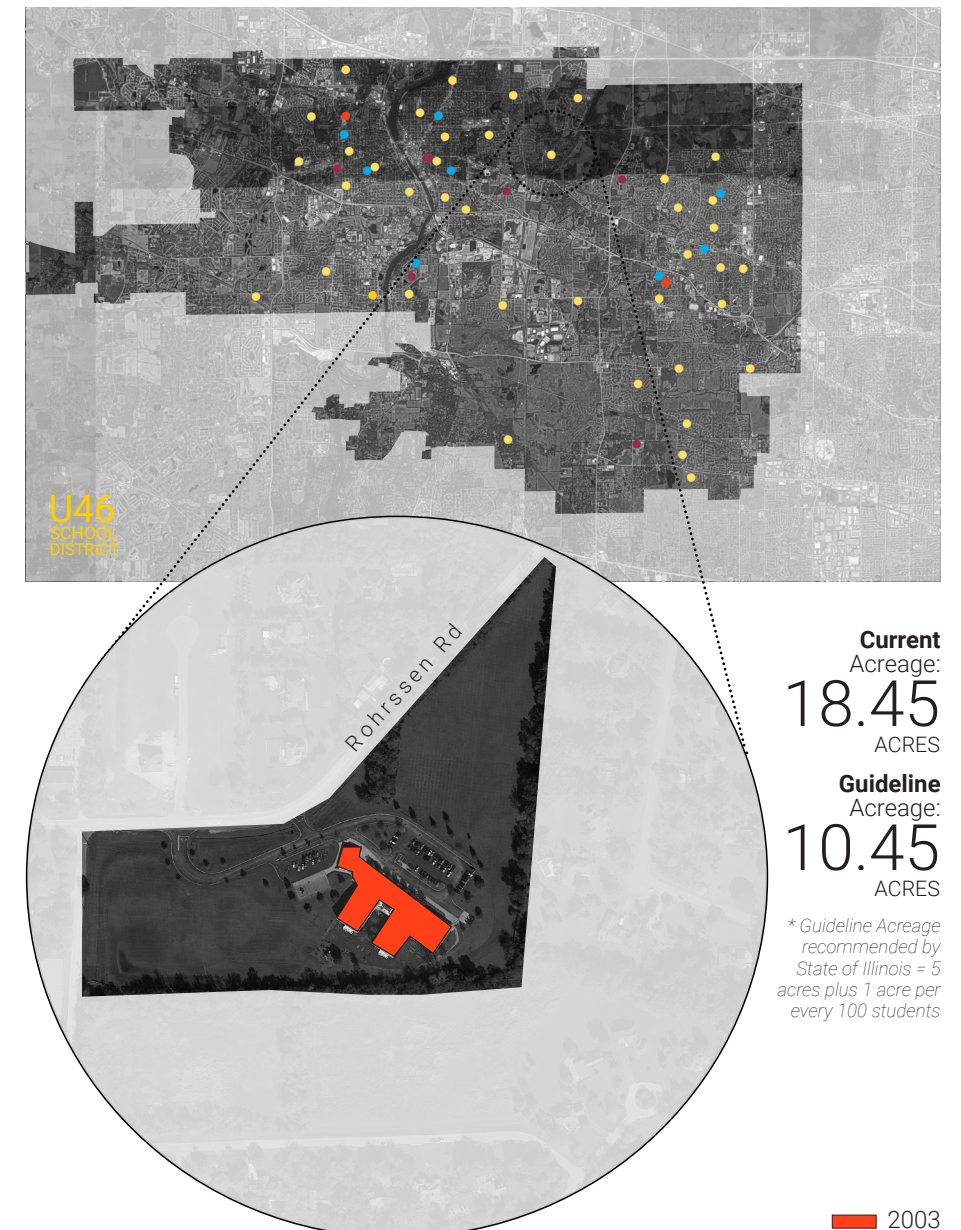 U46
SCHOOL
DISTRICT
Rohrssen Rd
Current
Acreage:
18.45
ACRES
Guideline
Acreage:
10.45
ACRES
* Guideline Acreage
recommended by
State of Illinois = 5
acres plus 1 acre per
every 100 students
2003